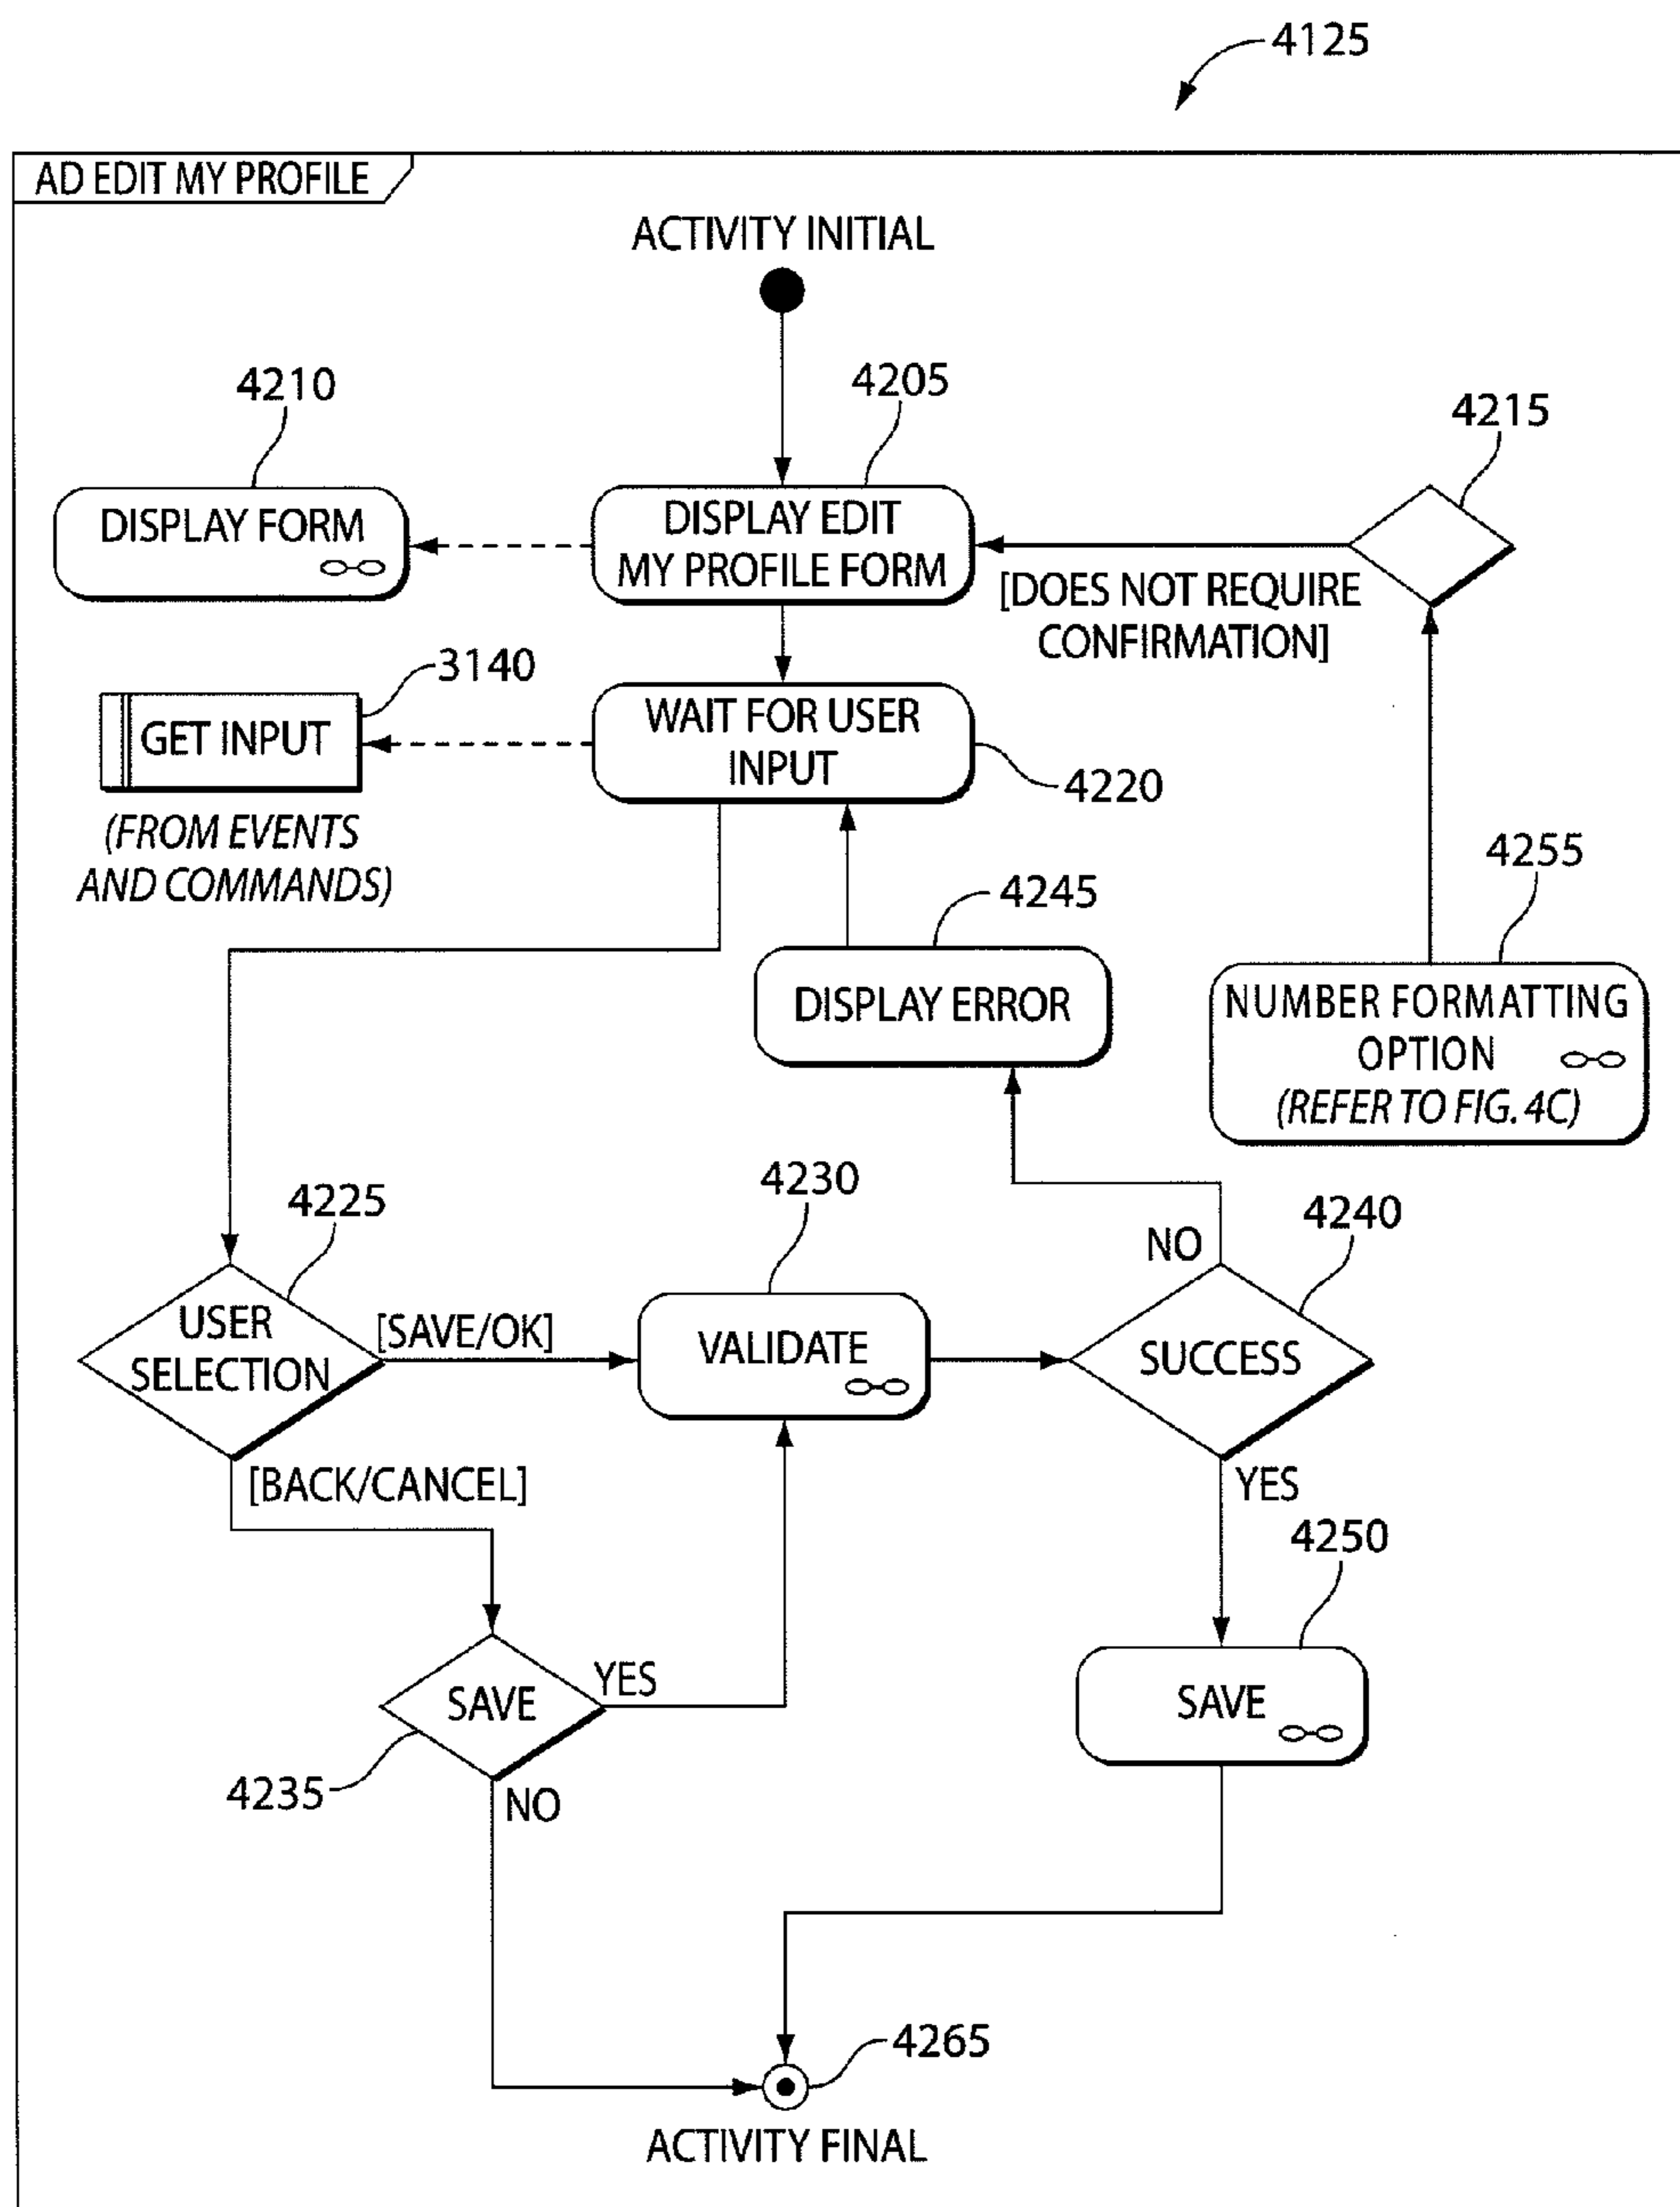 4125
AD EDIT MY PROFILE
ACTIVITY INITIAL
4210
4205
4215
DISPLAY FORM
DISPLAY EDIT
MY PROFILE FORM
[DOES NOT REQUIRE
CONFIRMATION]
3140
GET INPUT
(FROM EVENTS
AND COMMANDS)
WAIT FOR USER
INPUT
4220
4245
4255
DISPLAY ERROR
NUMBER FORMATTING
OPTION
(REFER TO FIG. 4C)
4225
4230
4240
USER
SELECTION
[SAVE/OK]
VALIDATE
NO
SUCCESS
[BACK/CANCEL]
YES
4250
SAVE
YES
SAVE
4235
NO
4265
ACTIVITY FINAL